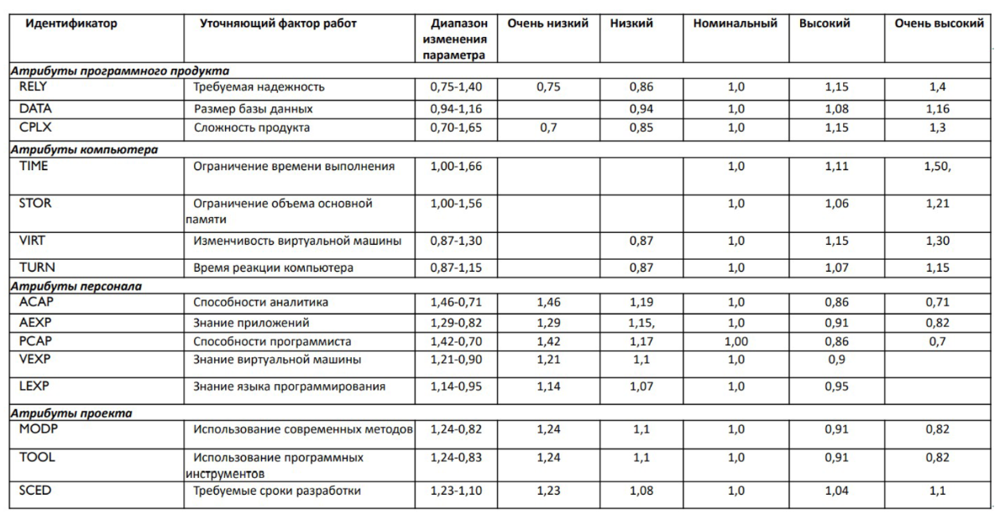 Идентификатор Уточняющий фактор работ Диапазон изменения параметра Очень низкий Низкий Номинальный Высокий Очень высокий
Атрибуты программного продукта
RELY Требуемая надежность 0,75-1,40 0,75 0,86 1,0 1,15 1,4
DATA Размер базы данных 0,94-1,16 0,94 1,0 1,08 1,16
CPLX Сложность продукта 0,70-1,65 0,7 0,85 1,0 1,15 1,3
Атрибуты компьютера
TIME Ограничение времени выполнения 1,00-1,66 1,0 1,11 1,50,
STOR Ограничение объема основной памяти 1,00-1,56 1,0 1,06 1,21
VIRT Изменчивость виртуальной машины 0,87-1,30 0,87 1,0 1,15 1,30
TURN Время реакции компьютера 0,87-1,15 0,87 1,0 1,07 1,15
Атрибуты персонала
ACAP Способности аналитика 1,46-0,71 1,46 1,19 1,0 0,86 0,71
AEXP Знание приложений 1,29-0,82 1,29 1,15, 1,0 0,91 0,82
PCAP Способности программиста 1,42-0,70 1,42 1,17 1,00 0,86 0,7
VEXP Знание виртуальной машины 1,21-0,90 1,21 1,1 1,0 0,9
LEXP Знание языка программирования 1,14-0,95 1,14 1,07 1,0 0,95
Атрибуты проекта
MODP Использование современных методов 1,24-0,82 1,24 1,1 1,0 0,91 0,82
TOOL Использование программных инструментов 1,24-0,83 1,24 1,1 1,0 0,91 0,82
SCED Требуемые сроки разработки 1,23-1,10 1,23 1,08 1,0 1,04 1,1